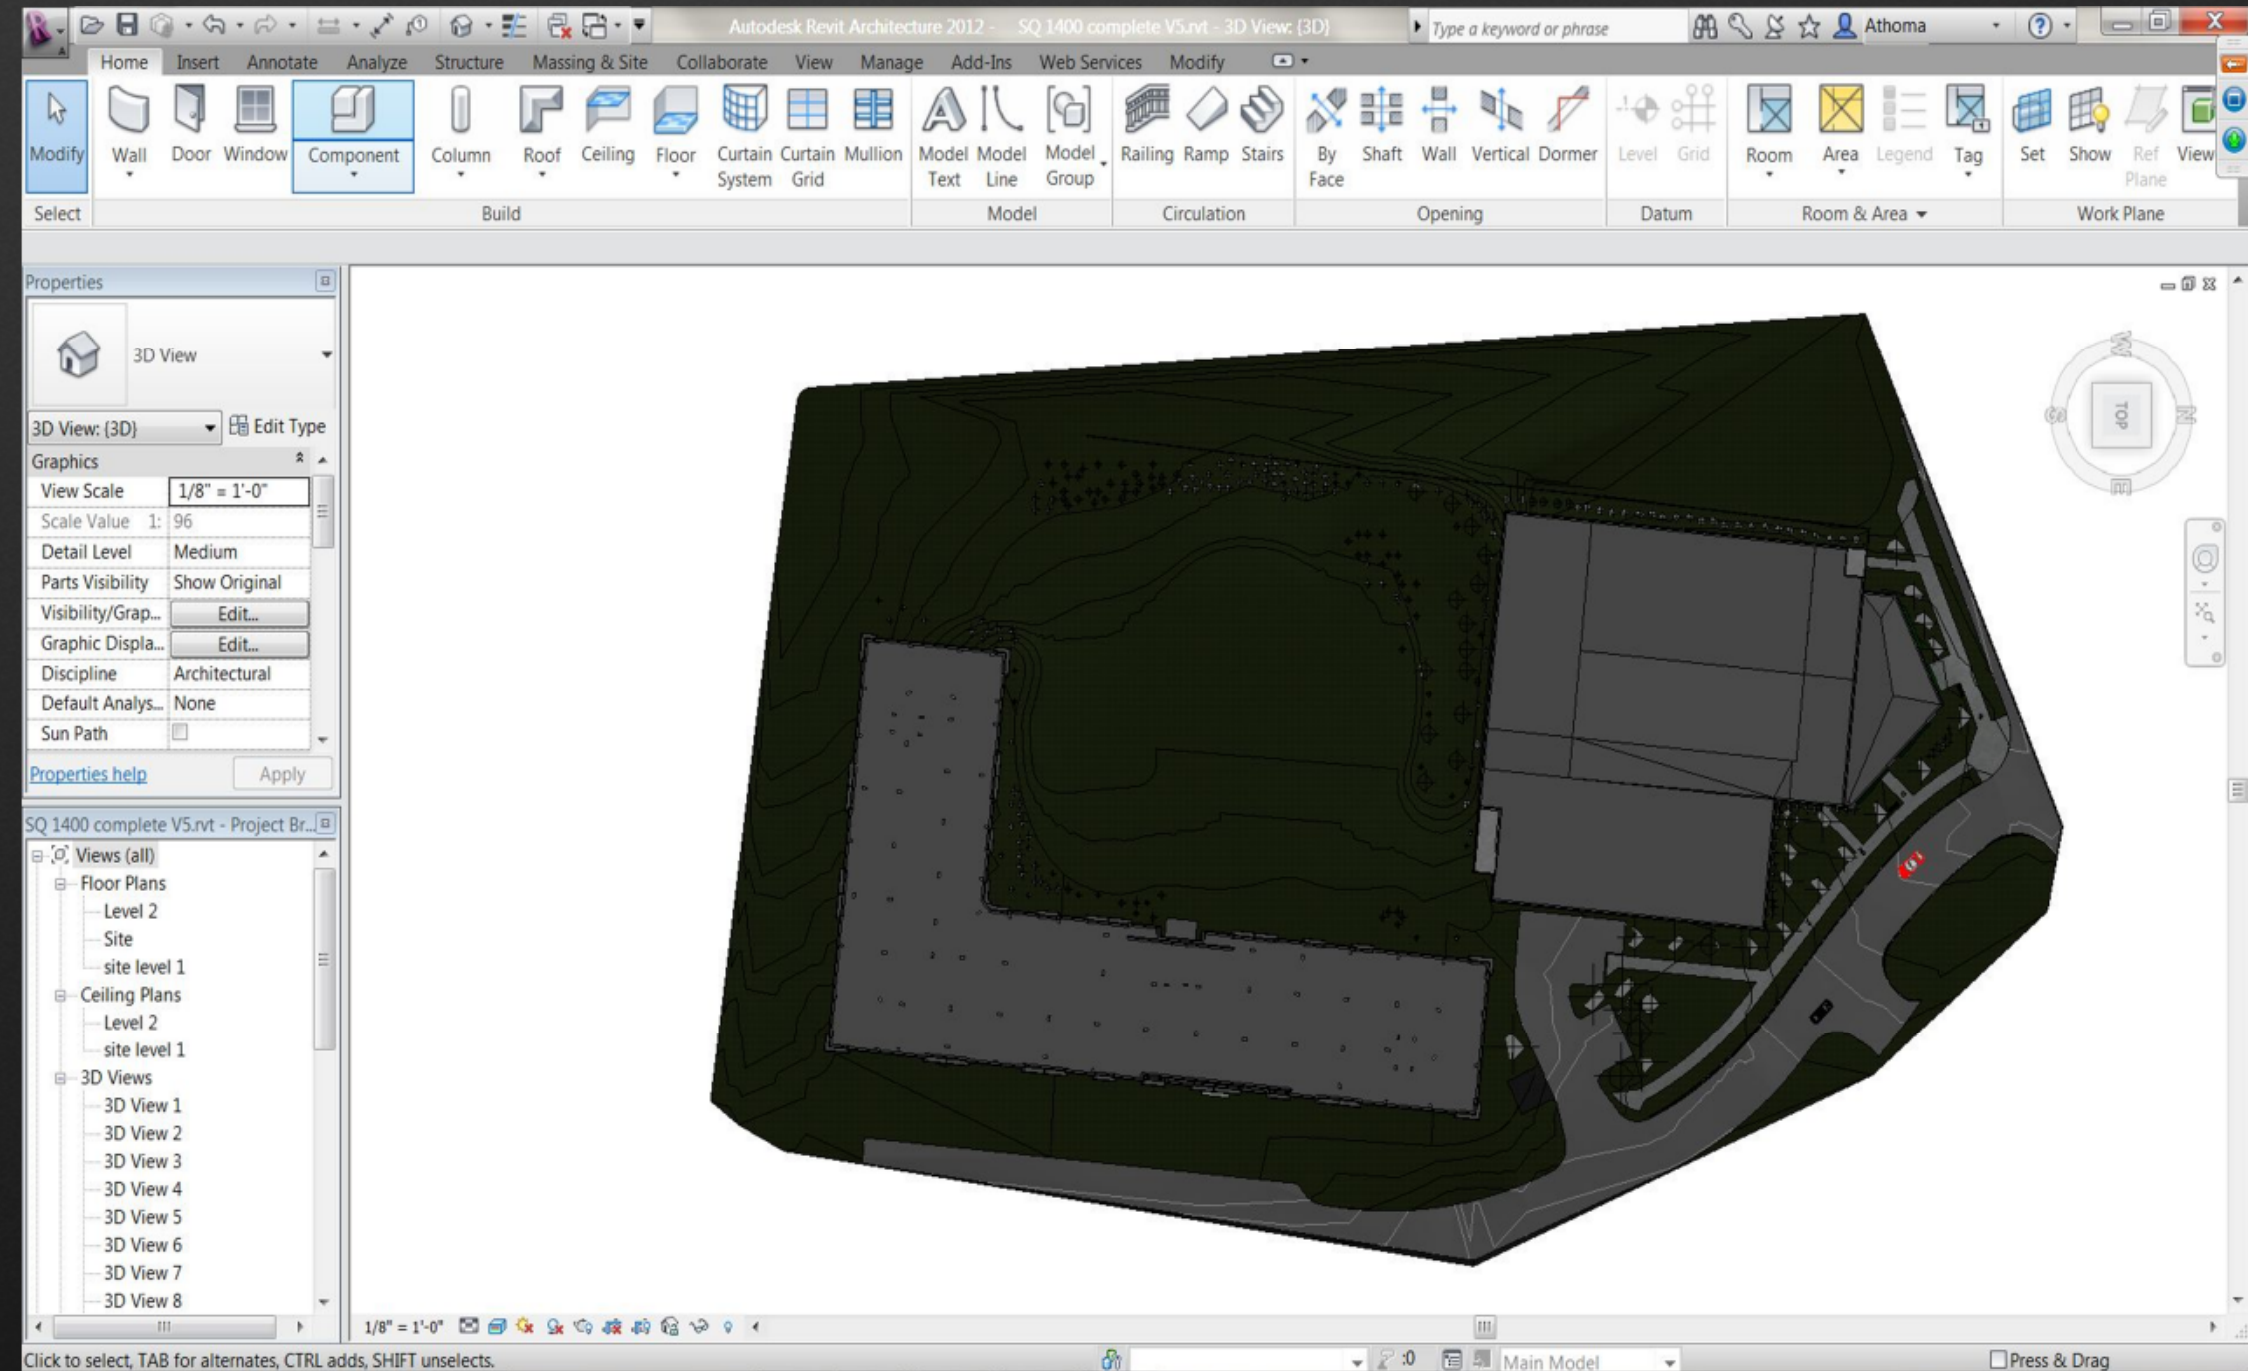 Autodesk Revit Architecture 2012 - SQ 1400 complete V5.rvt - 3D View: {3D}
Type a keyword or phrase
Athoma
Home Insert Annotate Analyze Structure Massing & Site Collaborate View Manage Add-Ins Web Services Modify
Modify Wall Door Window Component Column Roof Ceiling Floor Curtain System Curtain Grid Mullion Model Text Model Line Model Group Railing Ramp Stairs By Face Shaft Wall Vertical Dormer Level Grid Room Area Legend Tag Set Show Ref Plane View
Select Build Model Circulation Opening Datum Room & Area Work Plane
Properties
3D View
3D View: {3D} Edit Type
Graphics
View Scale 1/8" = 1'-0"
Scale Value 1: 96
Detail Level Medium
Parts Visibility Show Original
Visibility/Grap... Edit...
Graphic Displa... Edit...
Discipline Architectural
Default Analys... None
Sun Path
Properties help Apply
SQ 1400 complete V5.rvt - Project Br...
Views (all)
Floor Plans
Level 2
Site
site level 1
Ceiling Plans
Level 2
site level 1
3D Views
3D View 1
3D View 2
3D View 3
3D View 4
3D View 5
3D View 6
3D View 7
3D View 8
W
S
TOP
N
E
1/8" = 1'-0"
Click to select, TAB for alternates, CTRL adds, SHIFT unselects.
:0
Main Model
Press & Drag